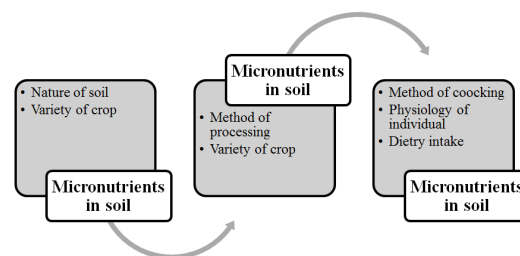 • Nature of soil
• Variety of crop
Micronutrients
in soil
Micronutrients
in soil
• Method of
processing
• Variety of crop
• Method of coocking
• Physiology of
individual
• Dietry intake
Micronutrients
in soil